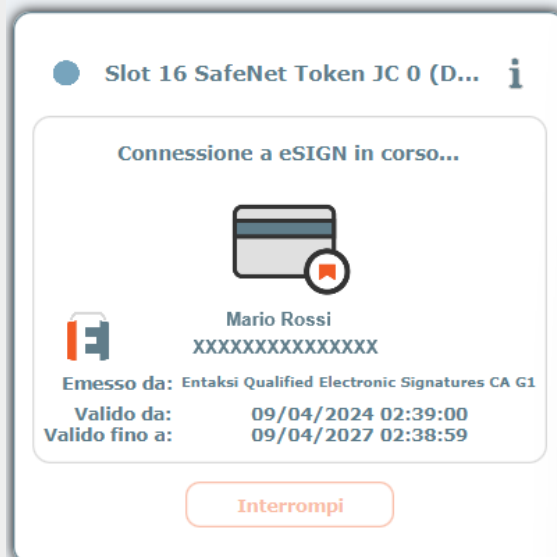 Slot 16 SafeNet Token JC 0 (D... i
Connessione a eSIGN in corso...
Mario Rossi
XXXXXXXXXXXXXXX
Emesso da: Entaksi Qualified Electronic Signatures CA G1
Valido da: 09/04/2024 02:39:00
Valido fino a: 09/04/2027 02:38:59
Interrompi